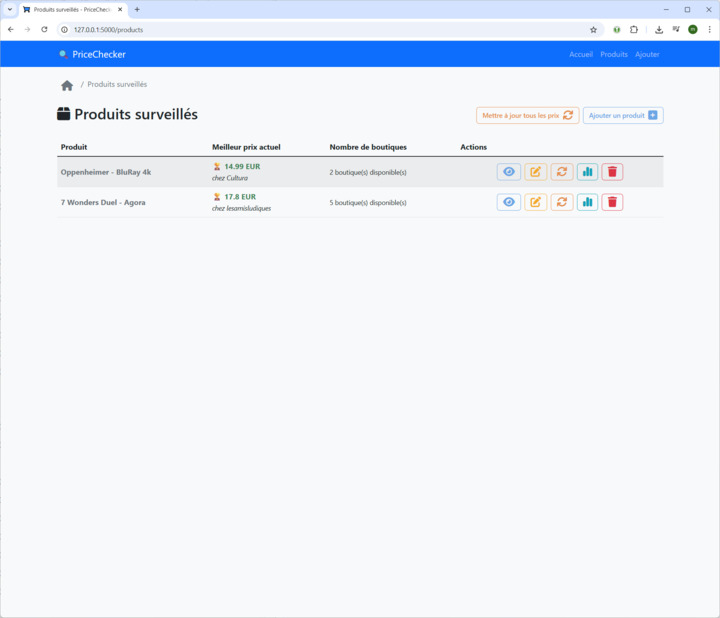 Produits surveillés - PriceChec
127.0.0.1:5000/products
m
PriceChecker
Accueil Produits Ajouter
/ Produits surveillés
Produits surveillés
Mettre à jour tous les prix
Ajouter un produit
Produit Meilleur prix actuel Nombre de boutiques Actions
Oppenheimer - BluRay 4k
14.99 EUR
chez Cultura
2 boutique(s) disponible(s)
7 Wonders Duel - Agora
17.8 EUR
chez lesamisludiques
5 boutique(s) disponible(s)